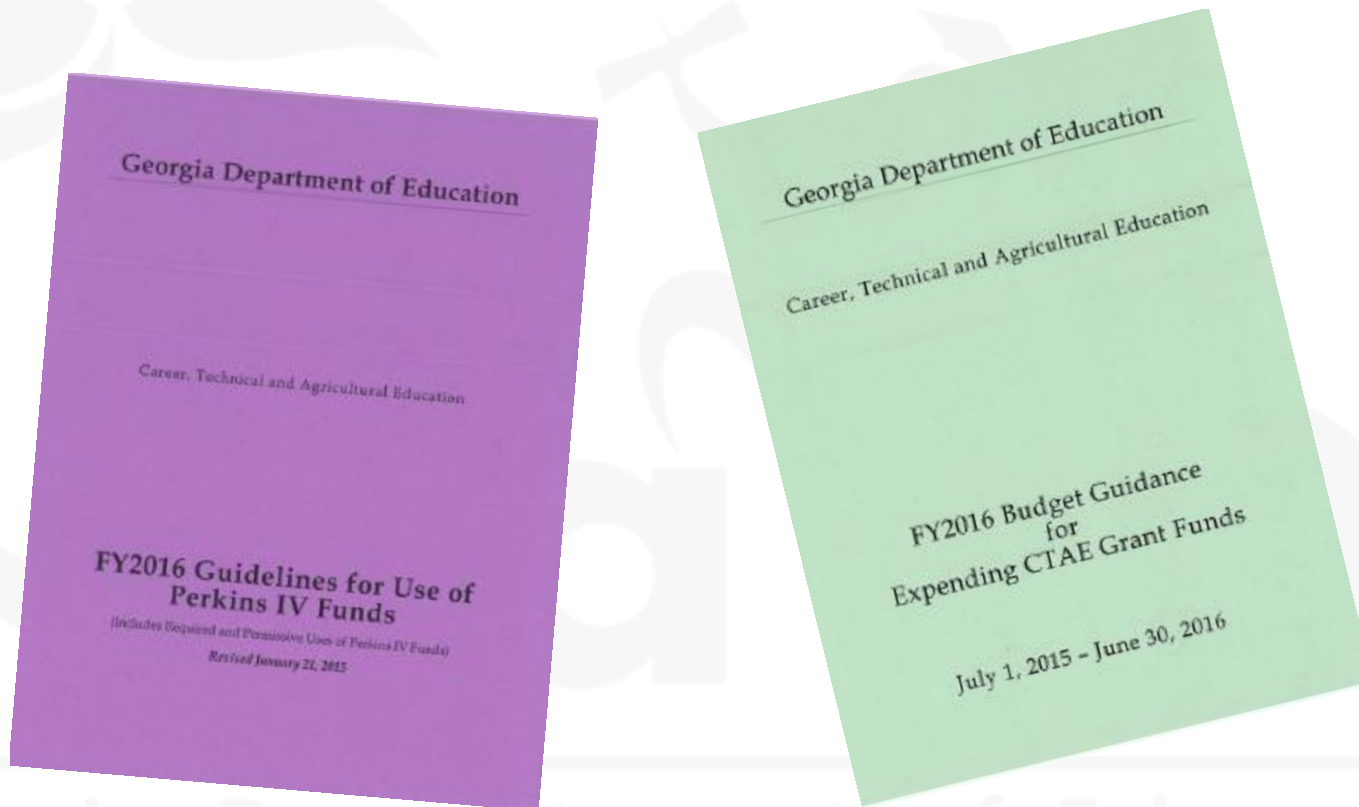 Georgia Department of Education
Career, Technical and Agricultural Education
FY2016 Guidelines for Use of
Perkins IV Funds
(Includes Required and Permissive Uses of Perkins IV Funds)
Revised January 21, 2015
Georgia Department of Education
Career, Technical and Agricultural Education
FY2016 Budget Guidance
for
Expending CTAE Grant Funds
July 1, 2015 – June 30, 2016